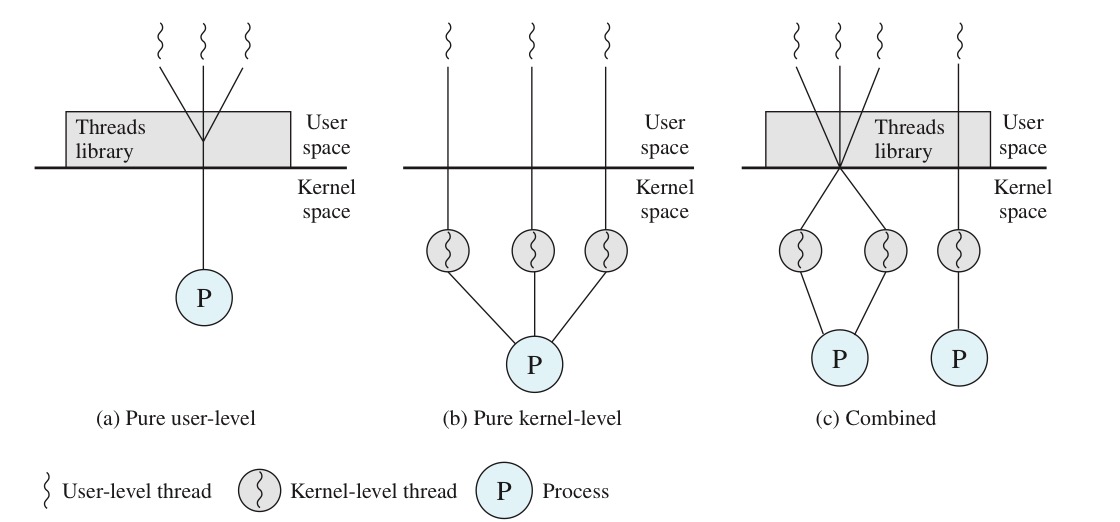 Threads
library
User
space
Kernel
space
P
(a) Pure user-level
User
space
Kernel
space
P
(b) Pure kernel-level
Threads
library
User
space
Kernel
space
P
P
(c) Combined
User-level thread
Kernel-level thread
P
Process